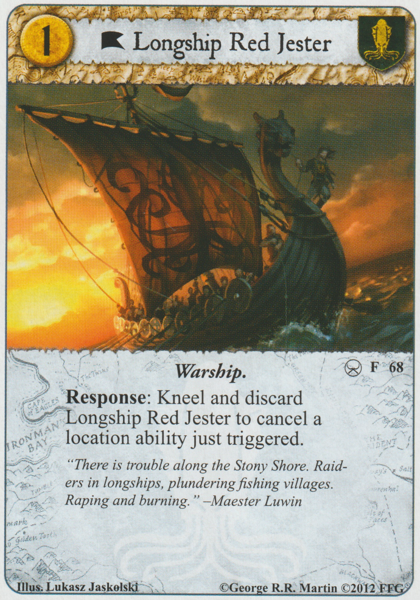 1
Longship Red Jester
Warship.
F 68
Response: Kneel and discard
Longship Red Jester to cancel a
location ability just triggered.
“There is trouble along the Stony Shore. Raid-
ers in longships, plundering fishing villages.
Raping and burning.” –Maester Luwin
IRONMAN
BAY
Illus. Lukasz Jaskolski
©George R.R. Martin ©2012 FFG